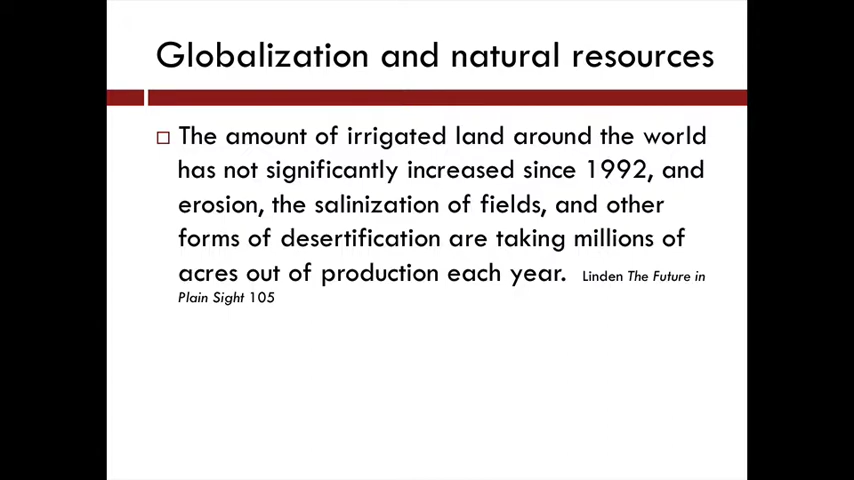 Globalization and natural resources
The amount of irrigated land around the world
has not significantly increased since 1992, and
erosion, the salinization of fields, and other
forms of desertification are taking millions of
acres out of production each year. Linden The Future in
Plain Sight 105